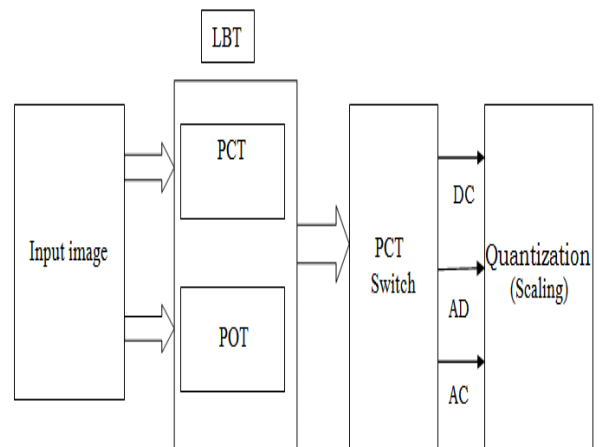 LBT
Input image
PCT
POT
PCT
Switch
DC
AD
AC
Quantization
(Scaling)